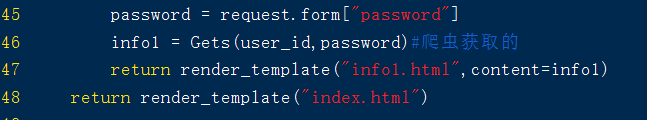 45 password = request.form["password"]
46 info1 = Gets(user_id,password)#爬虫获取的
47 return render_template("info1.html",content=info1)
48 return render_template("index.html")